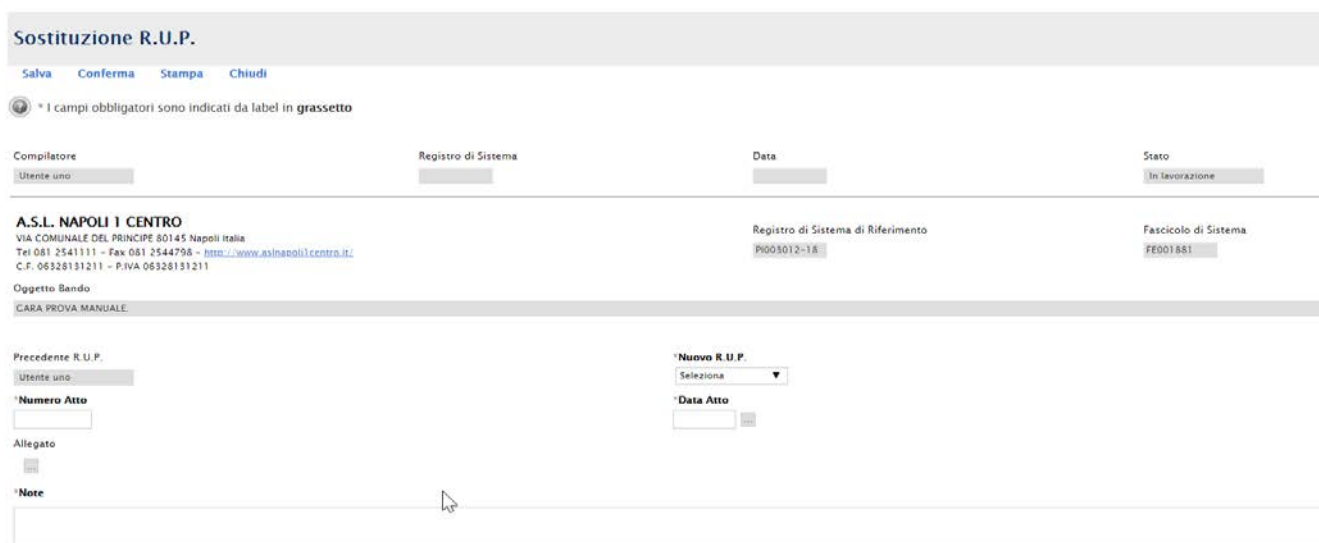 Sostituzione R.U.P.
Salva Conferma Stampa Chiudi
* I campi obbligatori sono indicati da label in grassetto
Compilatore Registro di Sistema Data Stato
Utente uno In lavorazione
A.S.L. NAPOLI 1 CENTRO
VIA COMUNALE DEL PRINCIPE 80145 Napoli Italia
Tel 081 2541111 - Fax 081 2544798 - http://www.aslnapoli1centro.it/
C.F. 06328131211 - P.IVA 06328131211
Registro di Sistema di Riferimento Fascicolo di Sistema
PI003012-18 FE001881
Oggetto Bando
GARA PROVA MANUALE.
Precedente R.U.P. *Nuovo R.U.P.
Utente uno Seleziona
*Numero Atto *Data Atto
...
Allegato
...
*Note